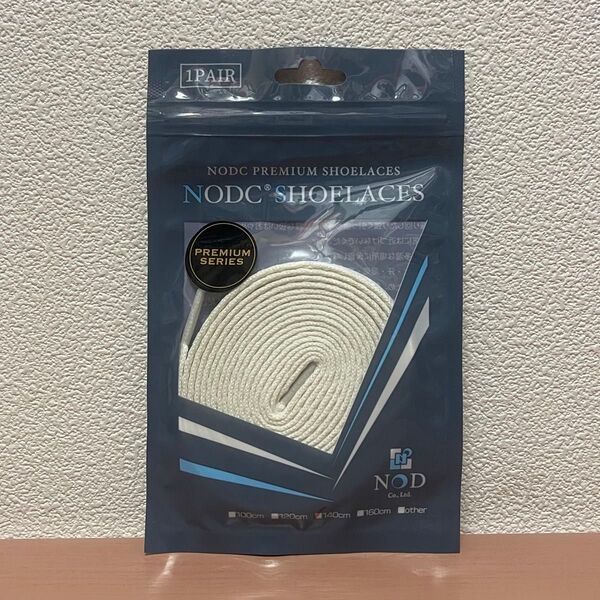 1PAIR
NODC PREMIUM SHOELACES
NODC® SHOELACES
PREMIUM
SERIES
NOD
Co., Ltd.
100cm 120cm 140cm 160cm other